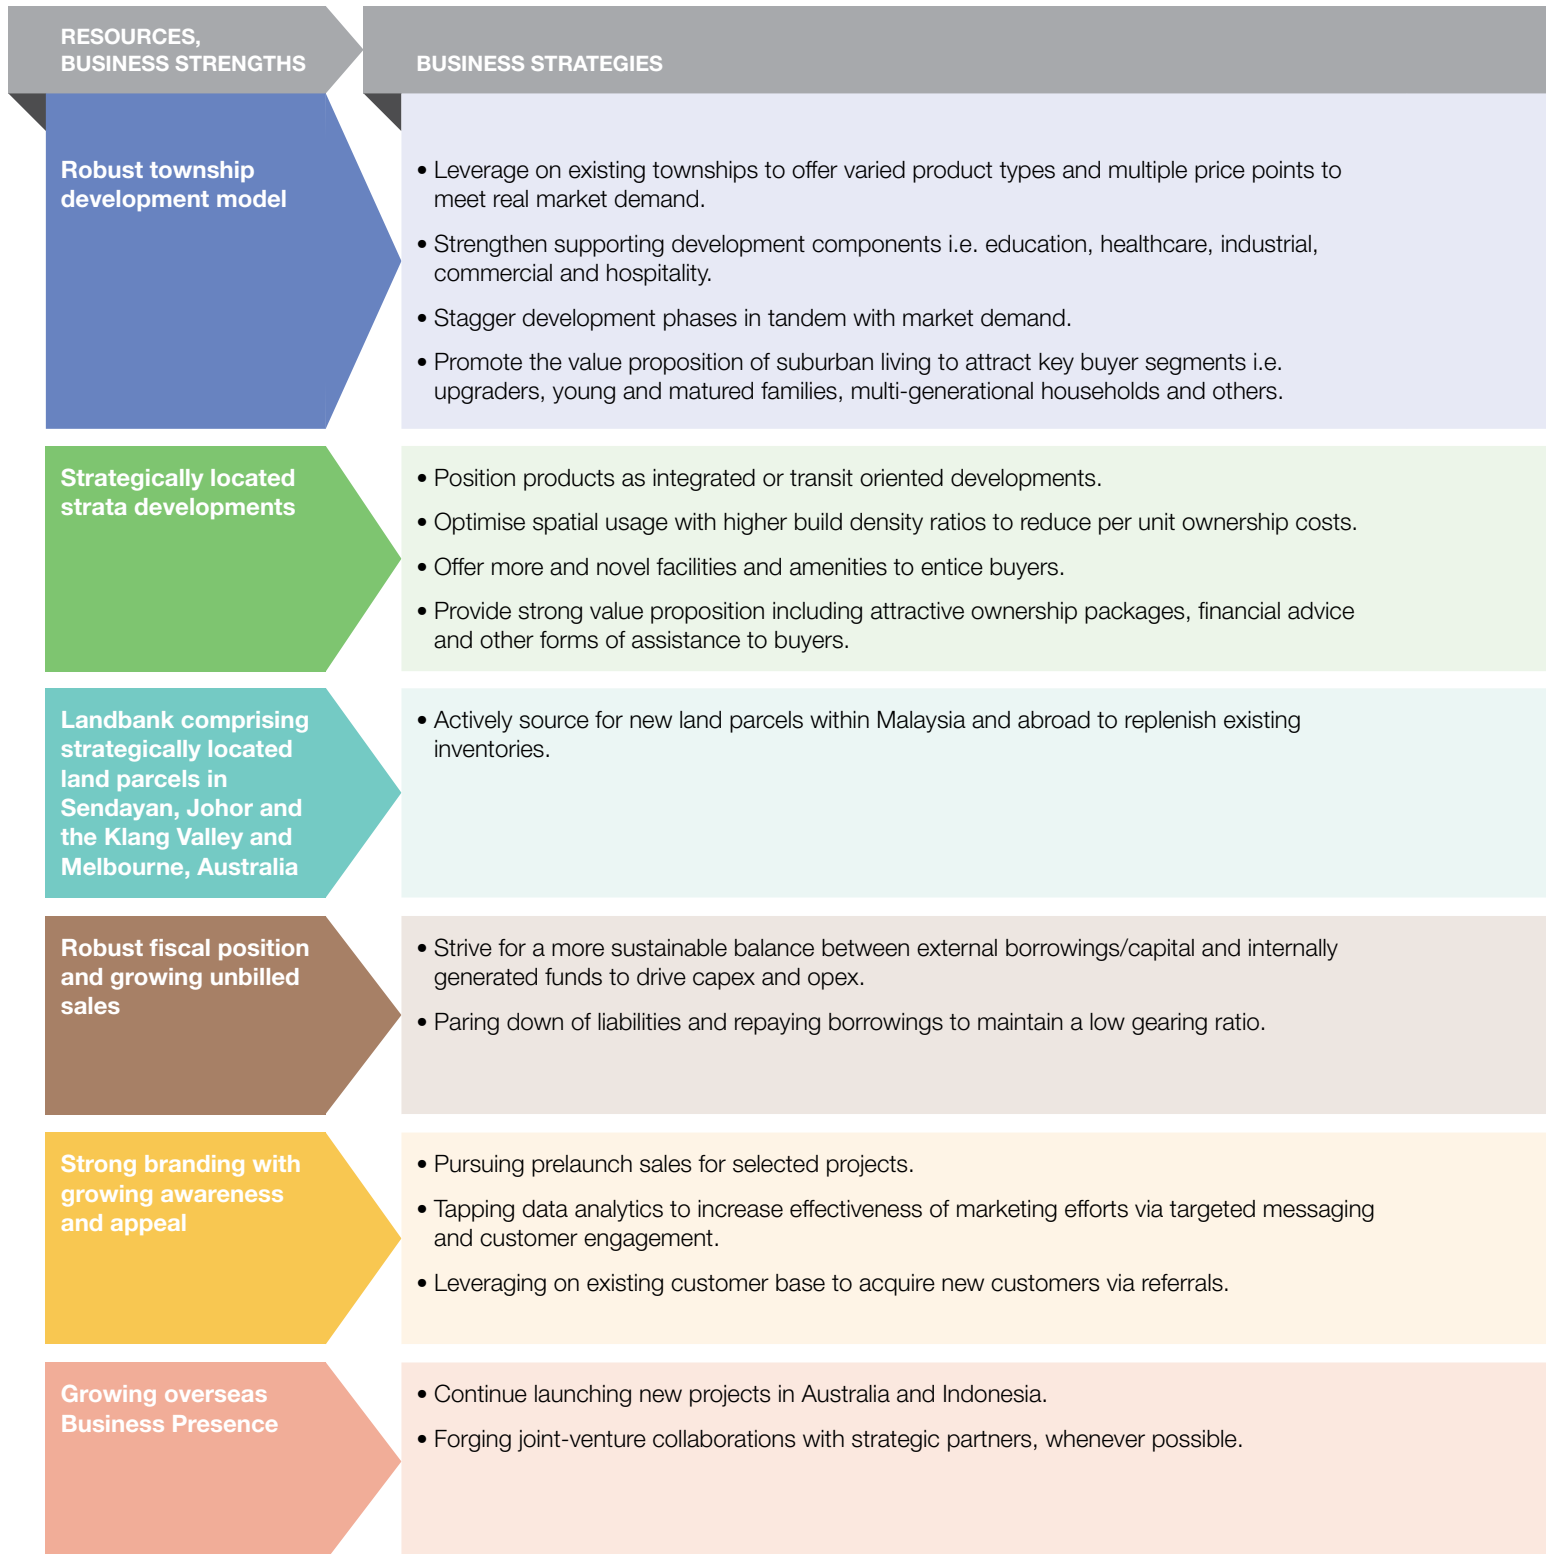 RESOURCES,
BUSINESS STRENGTHS
BUSINESS STRATEGIES
Robust township
development model
• Leverage on existing townships to offer varied product types and multiple price points to
meet real market demand.
• Strengthen supporting development components i.e. education, healthcare, industrial,
commercial and hospitality.
• Stagger development phases in tandem with market demand.
• Promote the value proposition of suburban living to attract key buyer segments i.e.
upgraders, young and matured families, multi-generational households and others.
Strategically located
strata developments
• Position products as integrated or transit oriented developments.
• Optimise spatial usage with higher build density ratios to reduce per unit ownership costs.
• Offer more and novel facilities and amenities to entice buyers.
• Provide strong value proposition including attractive ownership packages, financial advice
and other forms of assistance to buyers.
Landbank comprising
strategically located
land parcels in
Sendayan, Johor and
the Klang Valley and
Melbourne, Australia
• Actively source for new land parcels within Malaysia and abroad to replenish existing
inventories.
Robust fiscal position
and growing unbilled
sales
• Strive for a more sustainable balance between external borrowings/capital and internally
generated funds to drive capex and opex.
• Paring down of liabilities and repaying borrowings to maintain a low gearing ratio.
Strong branding with
growing awareness
and appeal
• Pursuing prelaunch sales for selected projects.
• Tapping data analytics to increase effectiveness of marketing efforts via targeted messaging
and customer engagement.
• Leveraging on existing customer base to acquire new customers via referrals.
Growing overseas
Business Presence
• Continue launching new projects in Australia and Indonesia.
• Forging joint-venture collaborations with strategic partners, whenever possible.